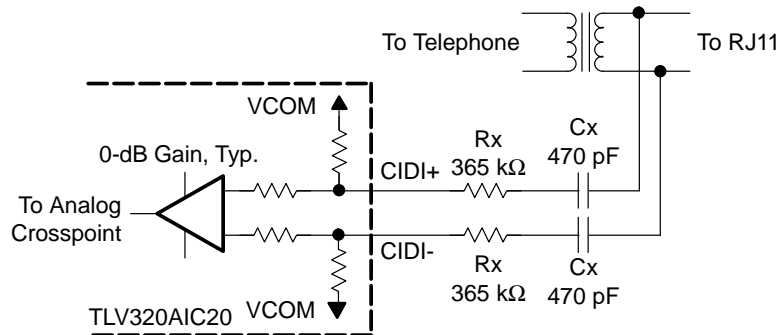 To Telephone
To RJ11
VCOM
Rx
365 kΩ
Cx
470 pF
0-dB Gain, Typ.
CIDI+
To Analog
Crosspoint
CIDI-
Rx
365 kΩ
Cx
470 pF
VCOM
TLV320AIC20